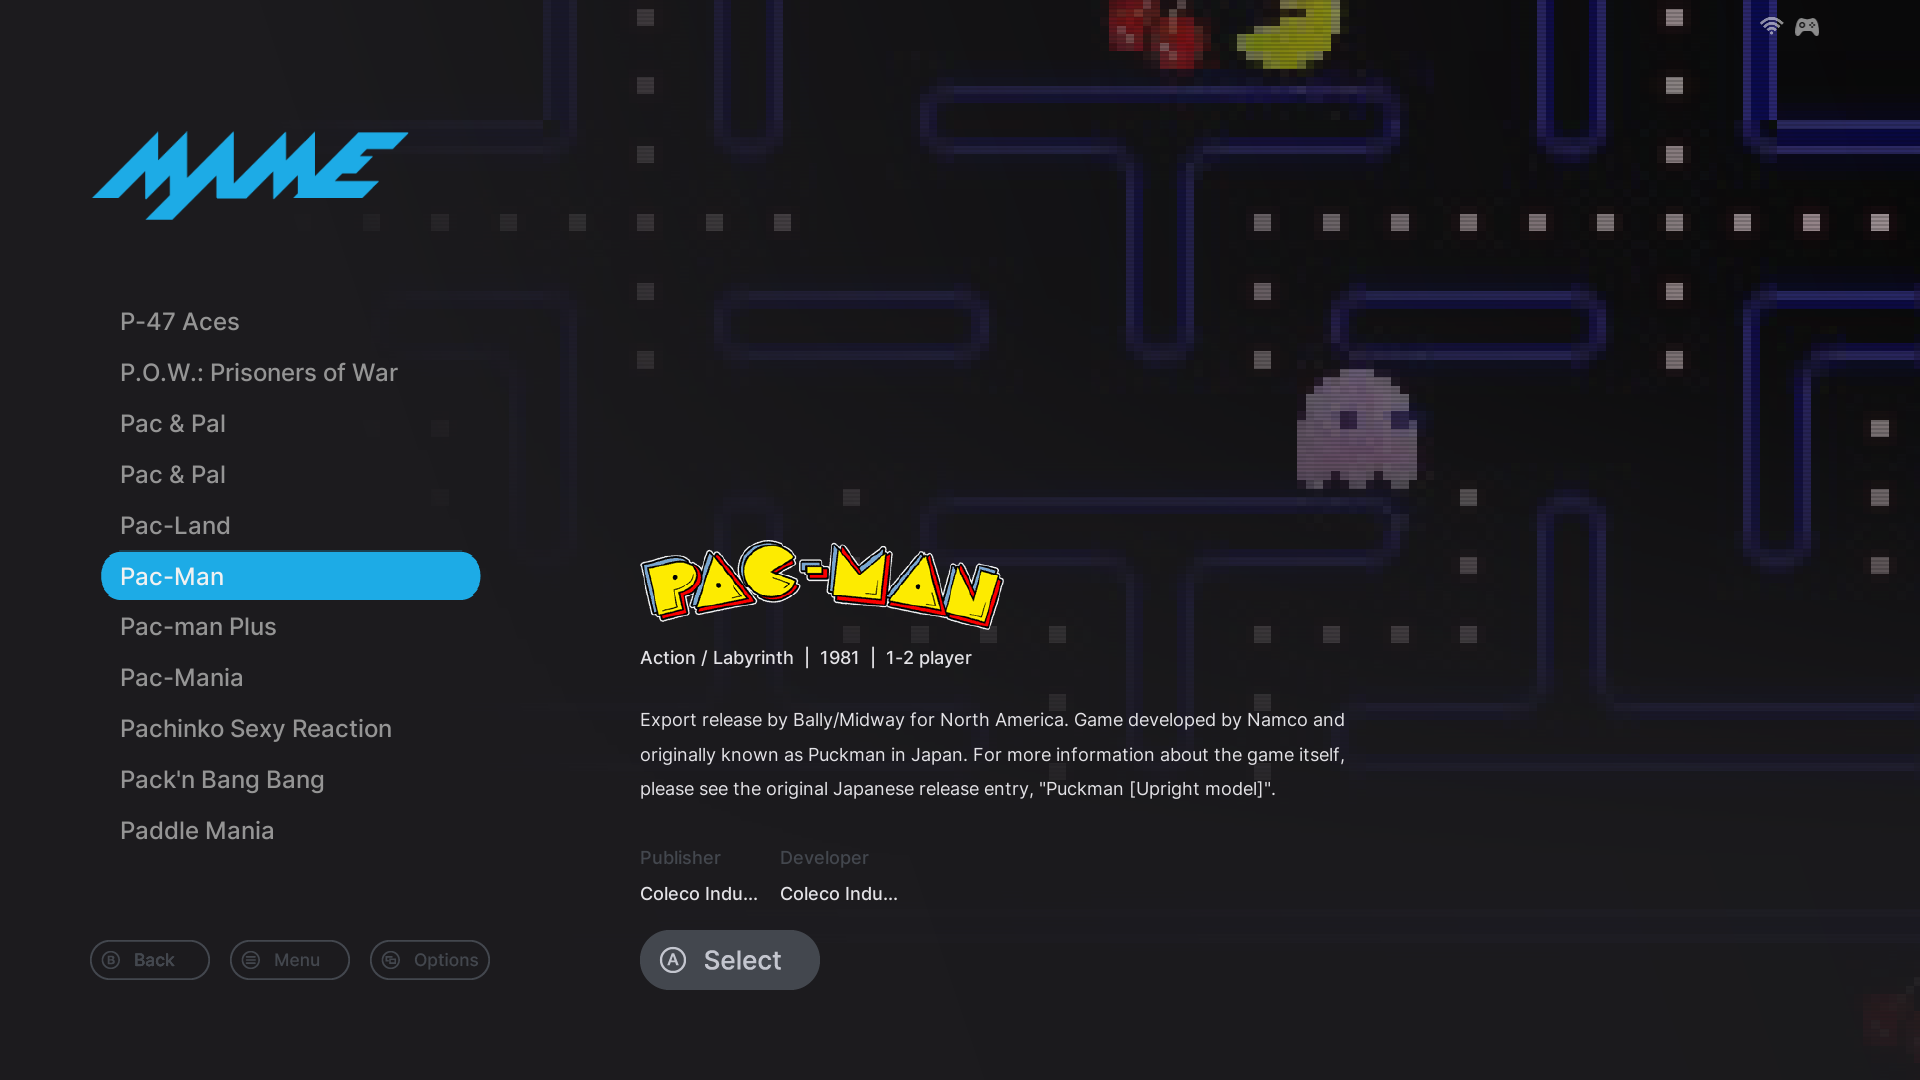 MAME
P-47 Aces
P.O.W.: Prisoners of War
Pac & Pal
Pac & Pal
Pac-Land
Pac-Man
Pac-man Plus
Pac-Mania
Pachinko Sexy Reaction
Pack'n Bang Bang
Paddle Mania
B Back
Menu
Options
PAC-MAN
Action / Labyrinth | 1981 | 1-2 player
Export release by Bally/Midway for North America. Game developed by Namco and
originally known as Puckman in Japan. For more information about the game itself,
please see the original Japanese release entry, "Puckman [Upright model]".
Publisher Developer
Coleco Indu... Coleco Indu...
A Select